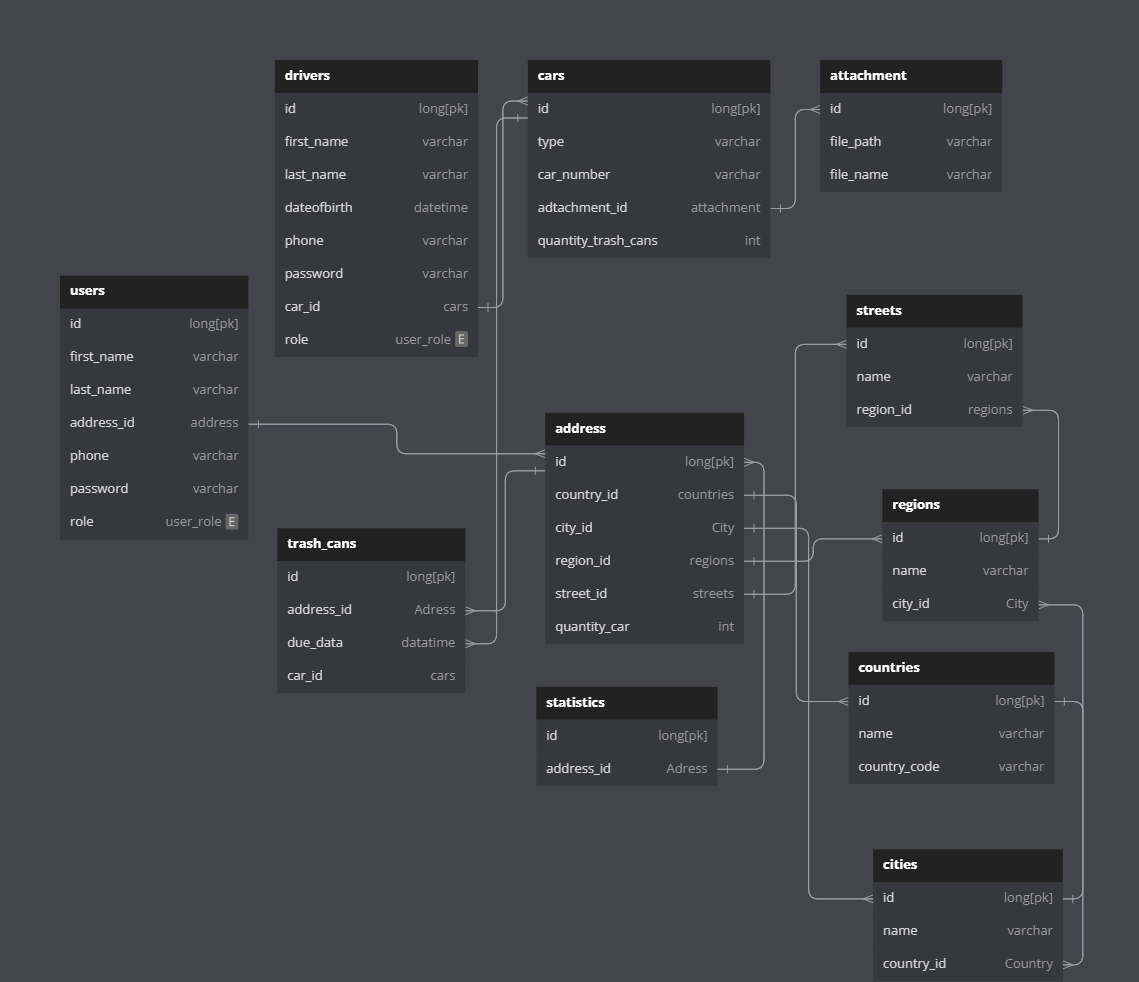 drivers
id long[pk]
first_name varchar
last_name varchar
dateofbirth datetime
phone varchar
password varchar
car_id cars
role user_role E
cars
id long[pk]
type varchar
car_number varchar
adtachment_id attachment
quantity_trash_cans int
attachment
id long[pk]
file_path varchar
file_name varchar
users
id long[pk]
first_name varchar
last_name varchar
address_id address
phone varchar
password varchar
role user_role E
streets
id long[pk]
name varchar
region_id regions
address
id long[pk]
country_id countries
city_id City
region_id regions
street_id streets
quantity_car int
regions
id long[pk]
name varchar
city_id City
trash_cans
id long[pk]
address_id Adress
due_data datatime
car_id cars
countries
id long[pk]
name varchar
country_code varchar
statistics
id long[pk]
address_id Adress
cities
id long[pk]
name varchar
country_id Country